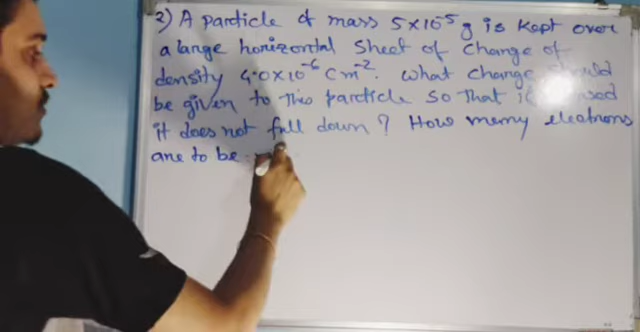 2) A particle of mass 5×10⁻⁵ g is kept over
a large horizontal sheet of charge of
density 4.0×10⁻⁶ C m⁻². What charge should
be given to this particle so that if
it does not fall down? How many electrons
are to be